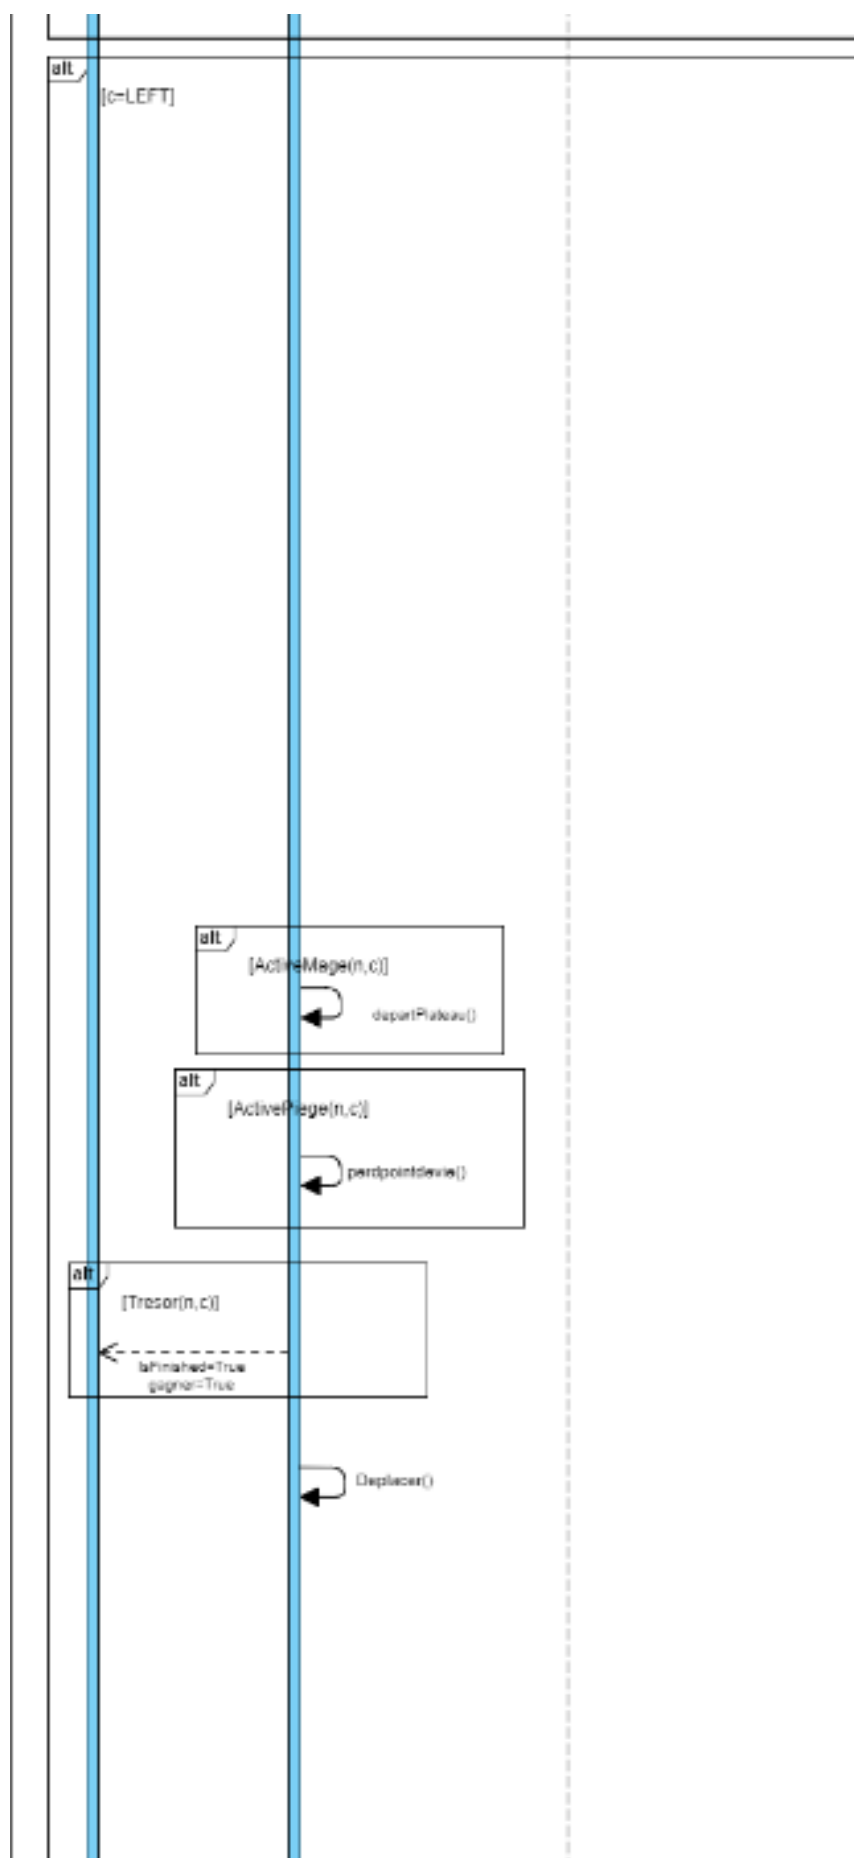 alt
[c=LEFT]
alt
[ActiveMage(n,c)]
departPlateau()
alt
[ActivePiege(n,c)]
perdpointdevie()
alt
[Tresor(n,c)]
isFinished=True
gagner=True
Deplacer()